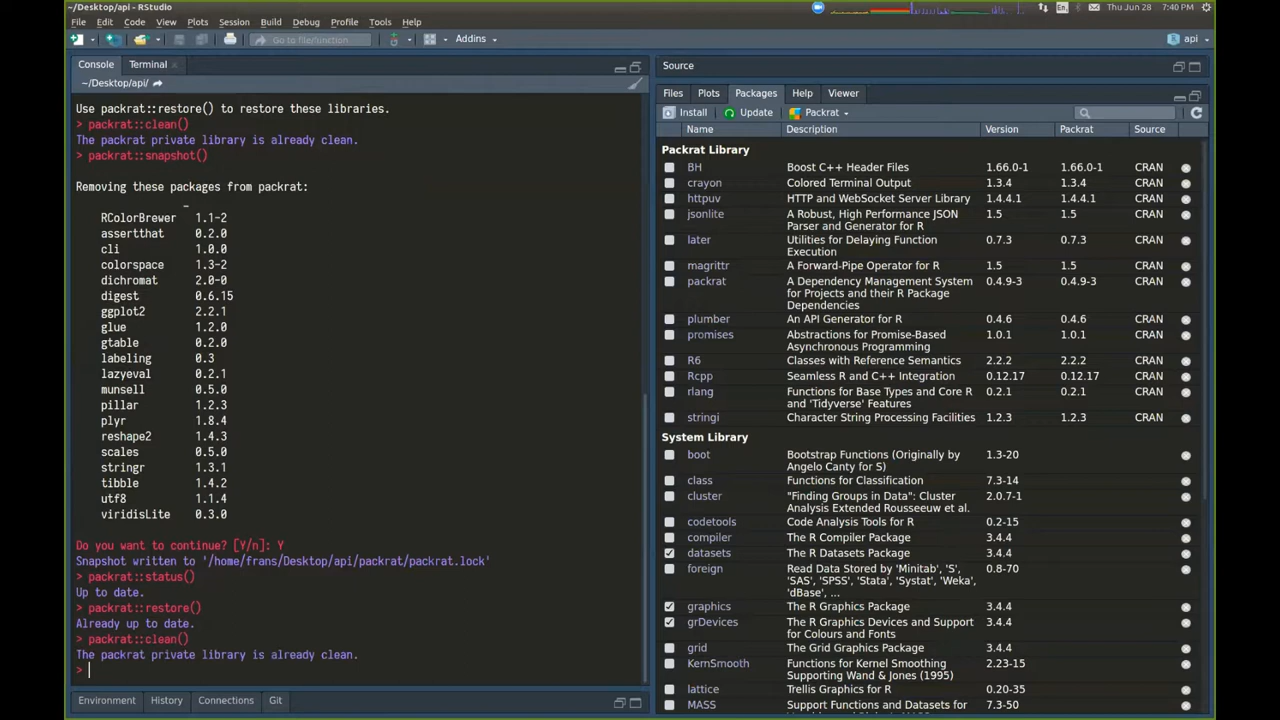 ~/Desktop/api - RStudio
En
Thu Jun 28 7:40 PM
File Edit Code View Plots Session Build Debug Profile Tools Help
Go to file/function
Addins
api
Console Terminal
~/Desktop/api/
Use packrat::restore() to restore these libraries.
> packrat::clean()
The packrat private library is already clean.
> packrat::snapshot()
Removing these packages from packrat:
_
RColorBrewer 1.1-2
assertthat 0.2.0
cli 1.0.0
colorspace 1.3-2
dichromat 2.0-0
digest 0.6.15
ggplot2 2.2.1
glue 1.2.0
gtable 0.2.0
labeling 0.3
lazyeval 0.2.1
munsell 0.5.0
pillar 1.2.3
plyr 1.8.4
reshape2 1.4.3
scales 0.5.0
stringr 1.3.1
tibble 1.4.2
utf8 1.1.4
viridisLite 0.3.0
Do you want to continue? [Y/n]: Y
Snapshot written to '/home/frans/Desktop/api/packrat/packrat.lock'
> packrat::status()
Up to date.
> packrat::restore()
Already up to date.
> packrat::clean()
The packrat private library is already clean.
>
Environment History Connections Git
Source
Files Plots Packages Help Viewer
Install Update Packrat
Name Description Version Packrat Source
Packrat Library
BH Boost C++ Header Files 1.66.0-1 1.66.0-1 CRAN
crayon Colored Terminal Output 1.3.4 1.3.4 CRAN
httpuv HTTP and WebSocket Server Library 1.4.4.1 1.4.4.1 CRAN
jsonlite A Robust, High Performance JSON 1.5 1.5 CRAN
Parser and Generator for R
later Utilities for Delaying Function 0.7.3 0.7.3 CRAN
Execution
magrittr A Forward-Pipe Operator for R 1.5 1.5 CRAN
packrat A Dependency Management System 0.4.9-3 0.4.9-3 CRAN
for Projects and their R Package
Dependencies
plumber An API Generator for R 0.4.6 0.4.6 CRAN
promises Abstractions for Promise-Based 1.0.1 1.0.1 CRAN
Asynchronous Programming
R6 Classes with Reference Semantics 2.2.2 2.2.2 CRAN
Rcpp Seamless R and C++ Integration 0.12.17 0.12.17 CRAN
rlang Functions for Base Types and Core R 0.2.1 0.2.1 CRAN
and 'Tidyverse' Features
stringi Character String Processing Facilities 1.2.3 1.2.3 CRAN
System Library
boot Bootstrap Functions (Originally by 1.3-20
Angelo Canty for S)
class Functions for Classification 7.3-14
cluster "Finding Groups in Data": Cluster 2.0.7-1
Analysis Extended Rousseeuw et al.
codetools Code Analysis Tools for R 0.2-15
compiler The R Compiler Package 3.4.4
datasets The R Datasets Package 3.4.4
foreign Read Data Stored by 'Minitab', 'S', 0.8-70
'SAS', 'SPSS', 'Stata', 'Systat', 'Weka',
'dBase', ...
graphics The R Graphics Package 3.4.4
grDevices The R Graphics Devices and Support 3.4.4
for Colours and Fonts
grid The Grid Graphics Package 3.4.4
KernSmooth Functions for Kernel Smoothing 2.23-15
Supporting Wand & Jones (1995)
lattice Trellis Graphics for R 0.20-35
MASS Support Functions and Datasets for 7.3-50